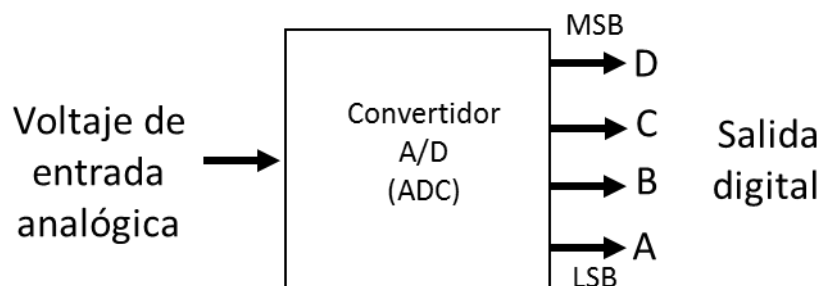 Voltaje de
entrada
analógica
Convertidor
A/D
(ADC)
MSB
D
C
B
A
LSB
Salida
digital